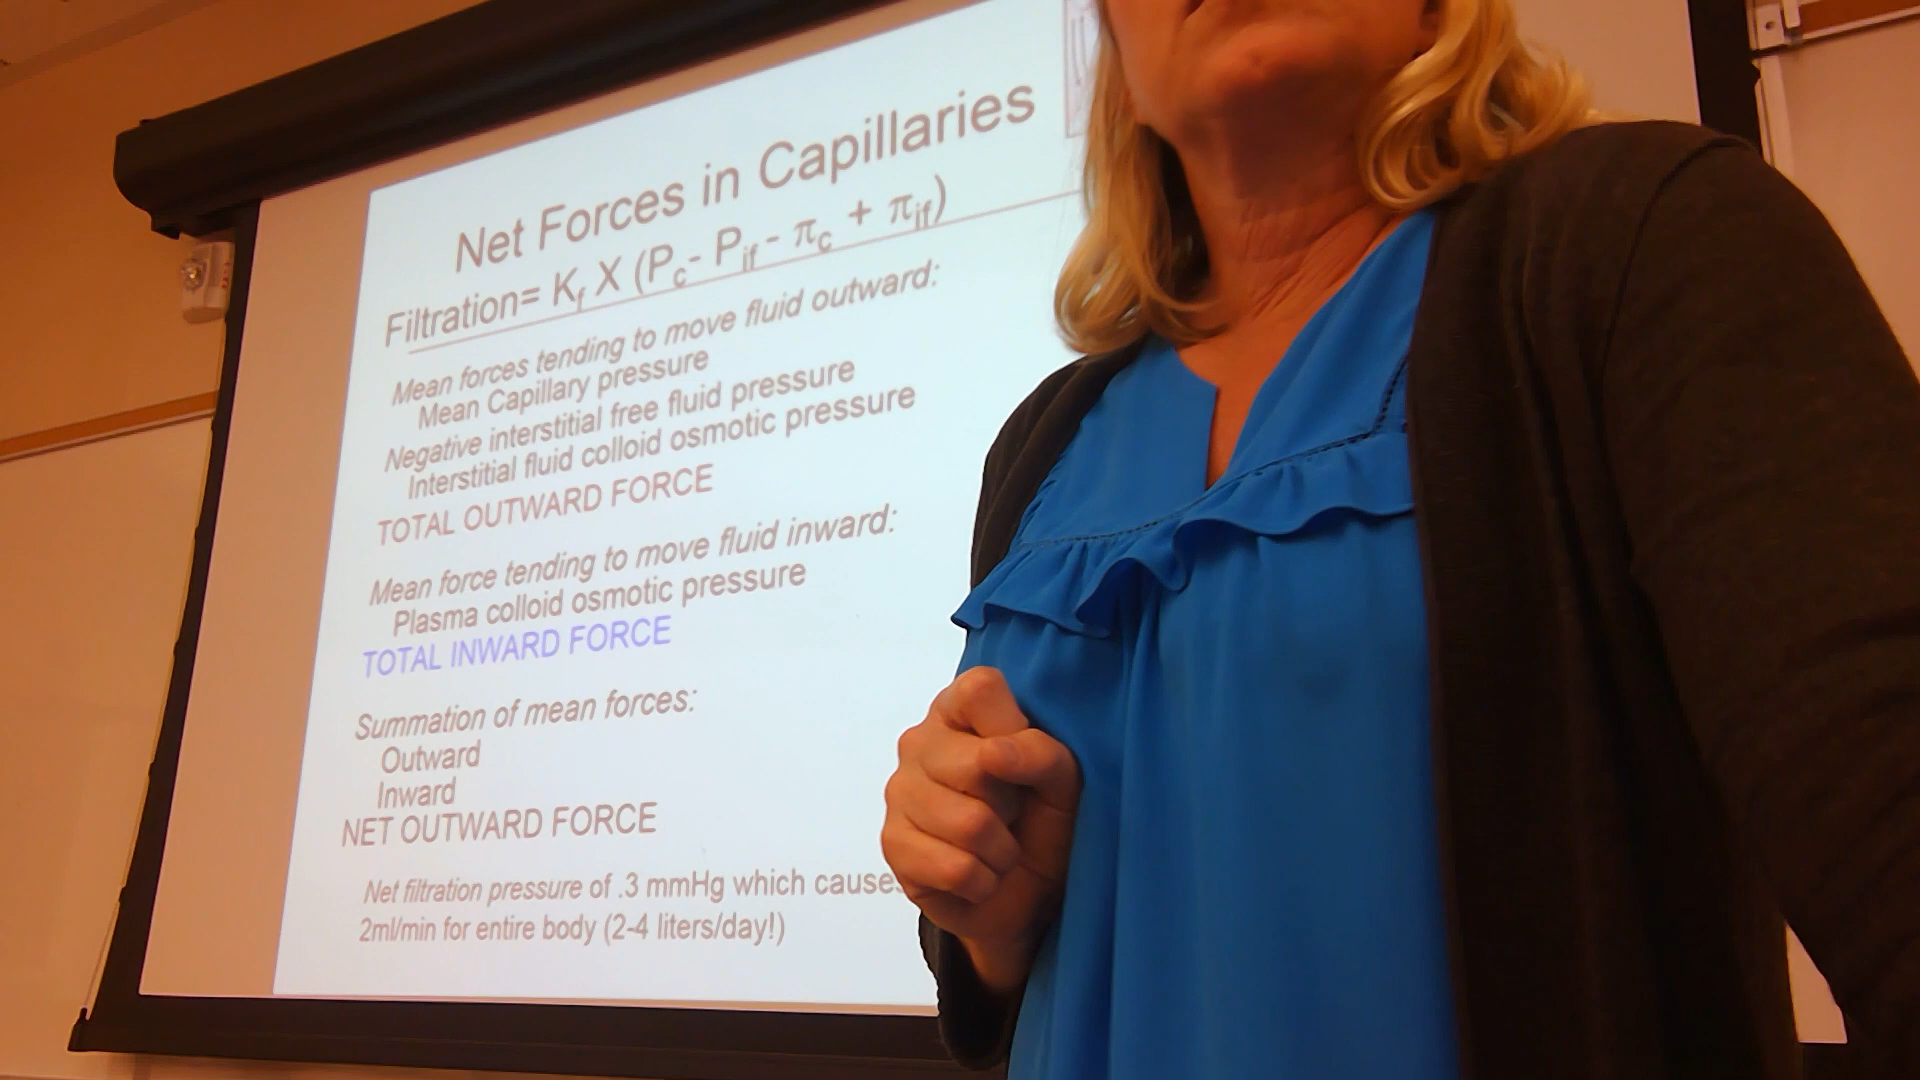 Net Forces in Capillaries
Filtration= Kf X (Pc- Pif - πc + πif)
Mean forces tending to move fluid outward:
Mean Capillary pressure
Negative interstitial free fluid pressure
Interstitial fluid colloid osmotic pressure
TOTAL OUTWARD FORCE
Mean force tending to move fluid inward:
Plasma colloid osmotic pressure
TOTAL INWARD FORCE
Summation of mean forces:
Outward
Inward
NET OUTWARD FORCE
Net filtration pressure of .3 mmHg which causes
2ml/min for entire body (2-4 liters/day!)